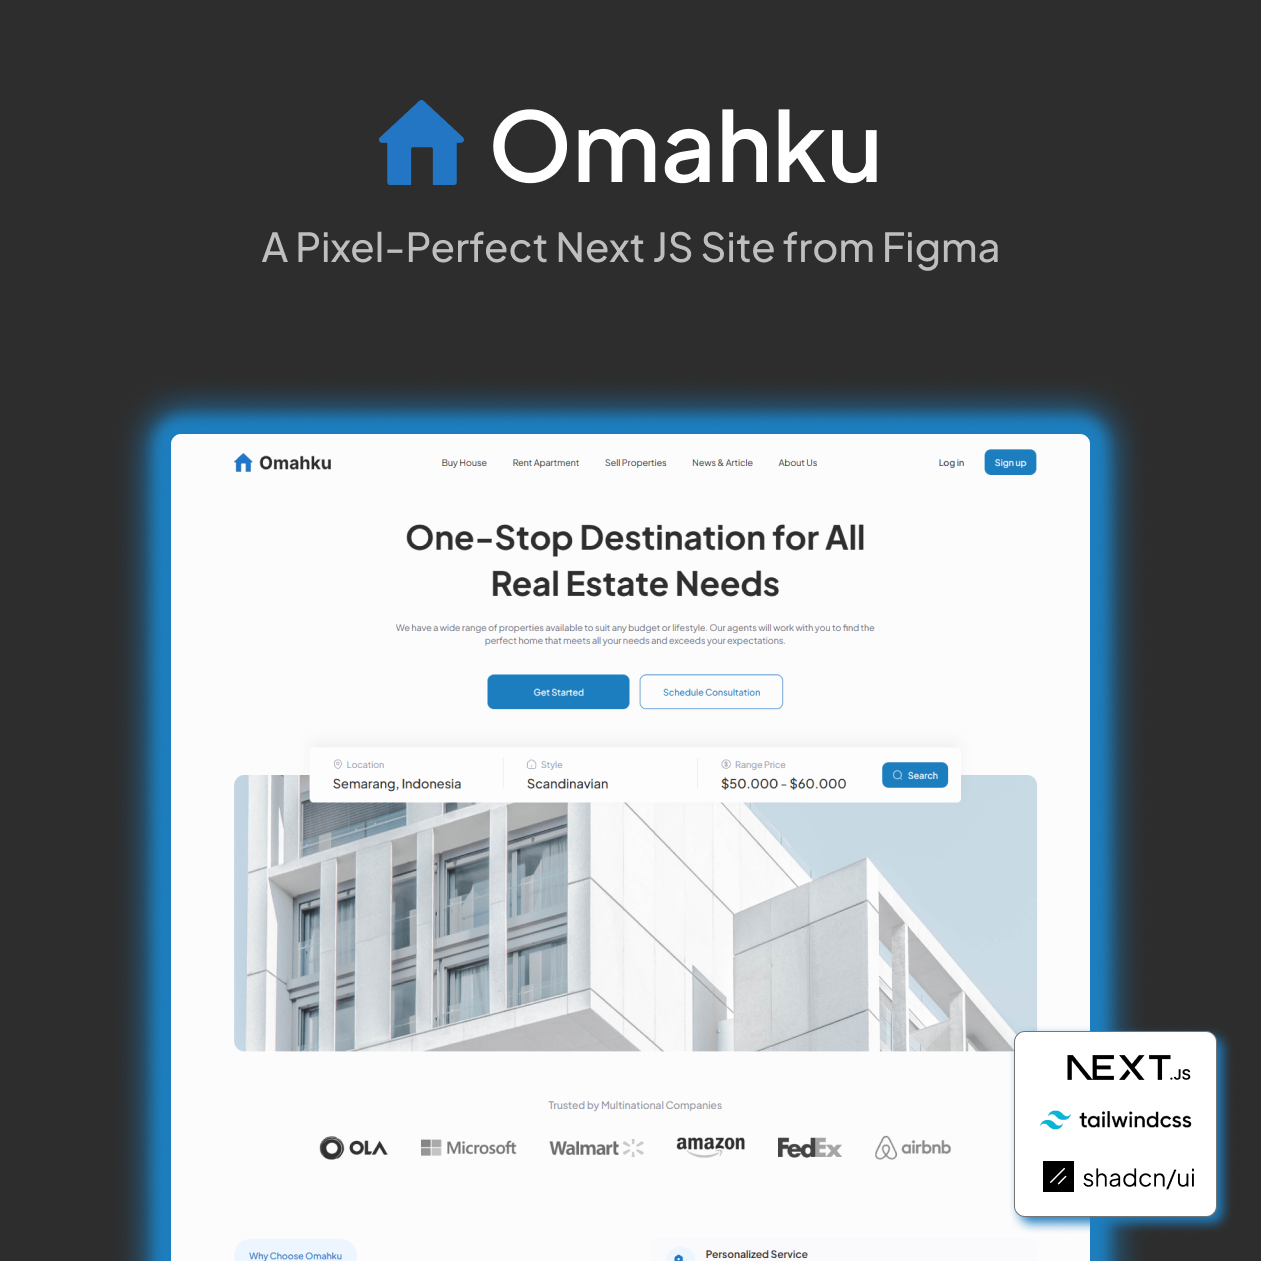 Omahku
A Pixel-Perfect Next JS Site from Figma
Omahku
Buy House
Rent Apartment
Sell Properties
News & Article
About Us
Log in
Sign up
One-Stop Destination for All
Real Estate Needs
We have a wide range of properties available to suit any budget or lifestyle. Our agents will work with you to find the
perfect home that meets all your needs and exceeds your expectations.
Get Started
Schedule Consultation
Location
Semarang, Indonesia
Style
Scandinavian
Range Price
$50.000 - $60.000
Search
Trusted by Multinational Companies
OLA
Microsoft
Walmart
amazon
FedEx
airbnb
NEXT.JS
tailwindcss
shadcn/ui
Why Choose Omahku
Personalized Service